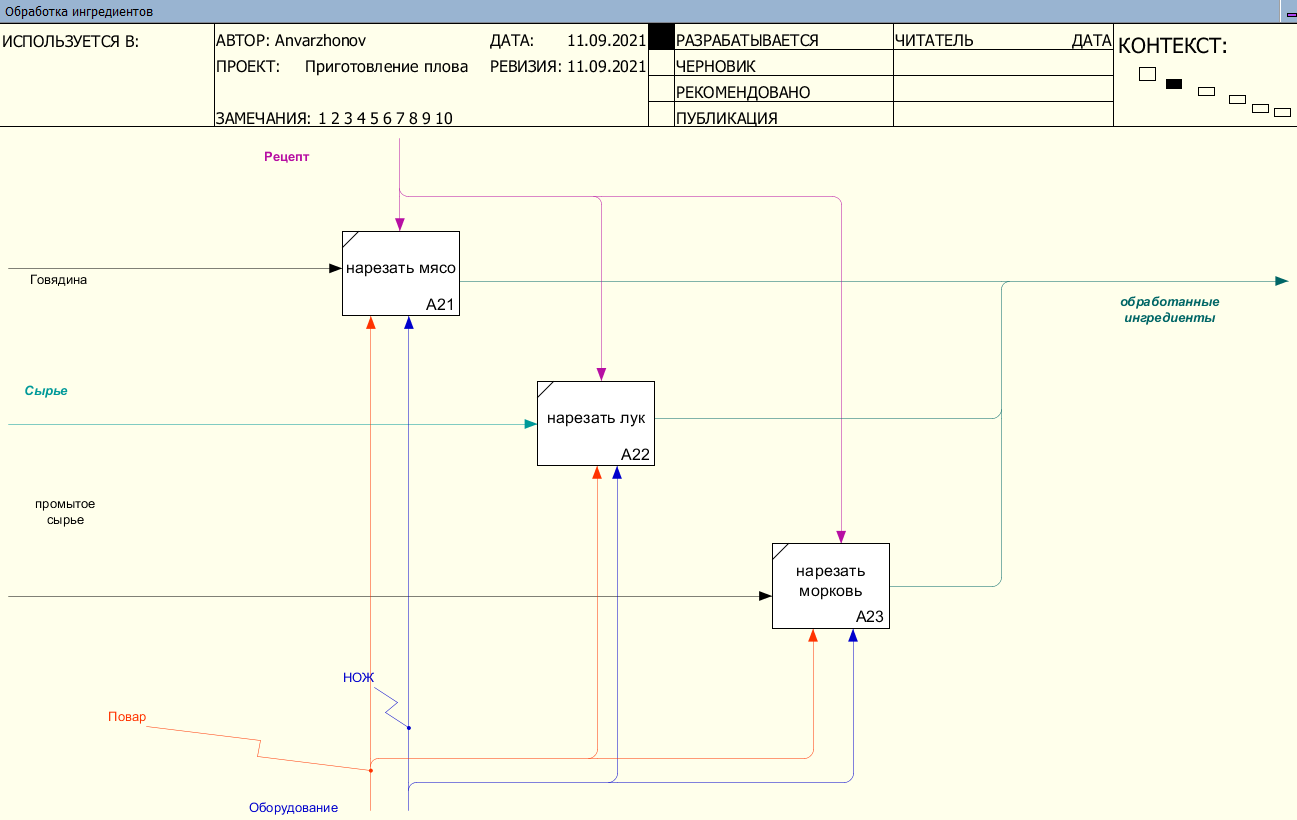 Обработка ингредиентов
ИСПОЛЬЗУЕТСЯ В:
АВТОР: Anvarzhonov
ДАТА: 11.09.2021
ПРОЕКТ: Приготовление плова
РЕВИЗИЯ: 11.09.2021
ЗАМЕЧАНИЯ: 1 2 3 4 5 6 7 8 9 10
РАЗРАБАТЫВАЕТСЯ
ЧЕРНОВИК
РЕКОМЕНДОВАНО
ПУБЛИКАЦИЯ
ЧИТАТЕЛЬ ДАТА
КОНТЕКСТ:
Рецепт
нарезать мясо
A21
Говядина
обработанные
ингредиенты
Сырье
нарезать лук
A22
промытое
сырье
нарезать
морковь
A23
НОЖ
Повар
Оборудование